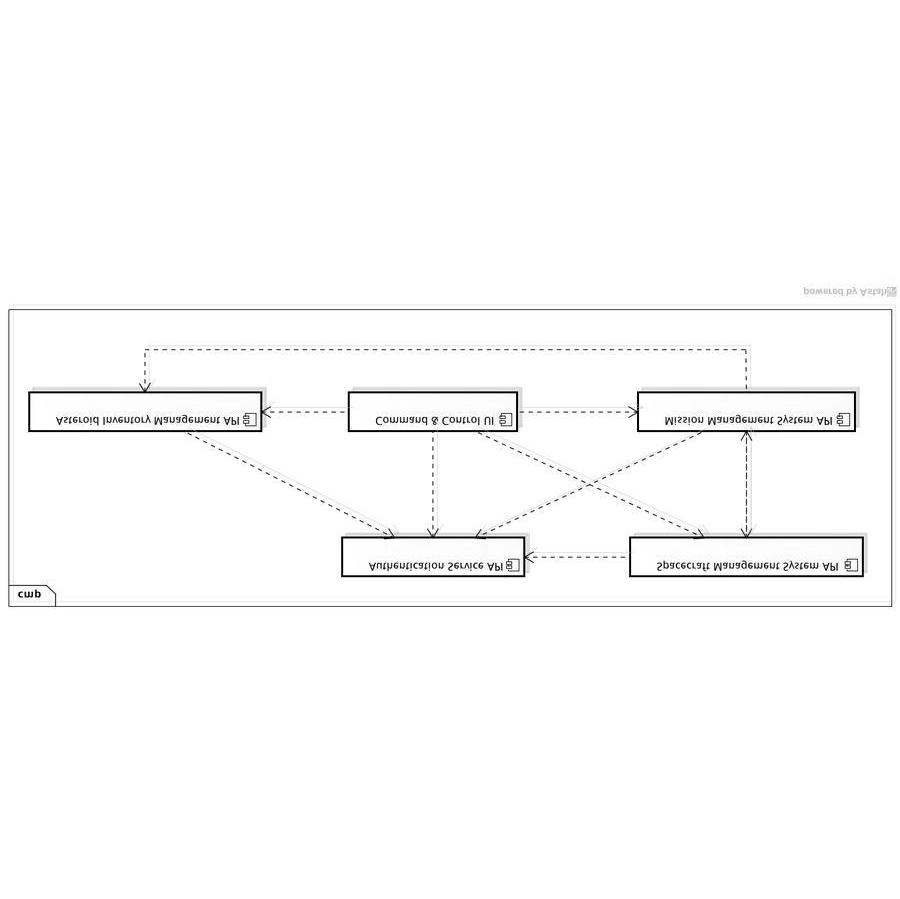 cmp
Authentication Service API
Spacecraft Management System API
Asteroid Inventory Management API
Command & Control UI
Mission Management System API
powered by Astah